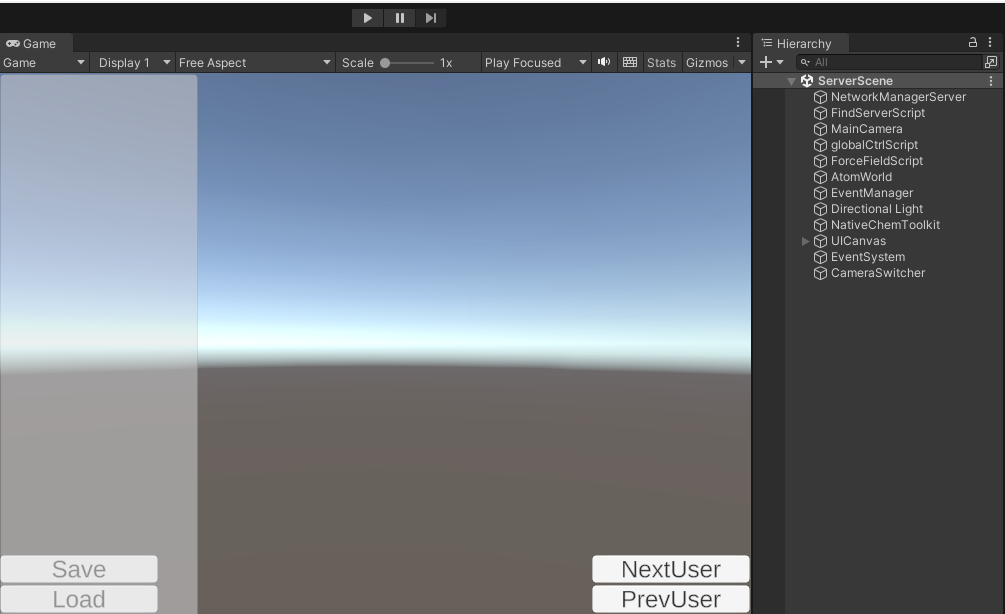 Game
Hierarchy
Game Display 1 Free Aspect Scale 1x Play Focused Stats Gizmos
All
ServerScene
NetworkManagerServer
FindServerScript
MainCamera
globalCtrlScript
ForceFieldScript
AtomWorld
EventManager
Directional Light
NativeChemToolkit
UICanvas
EventSystem
CameraSwitcher
Save
NextUser
Load
PrevUser